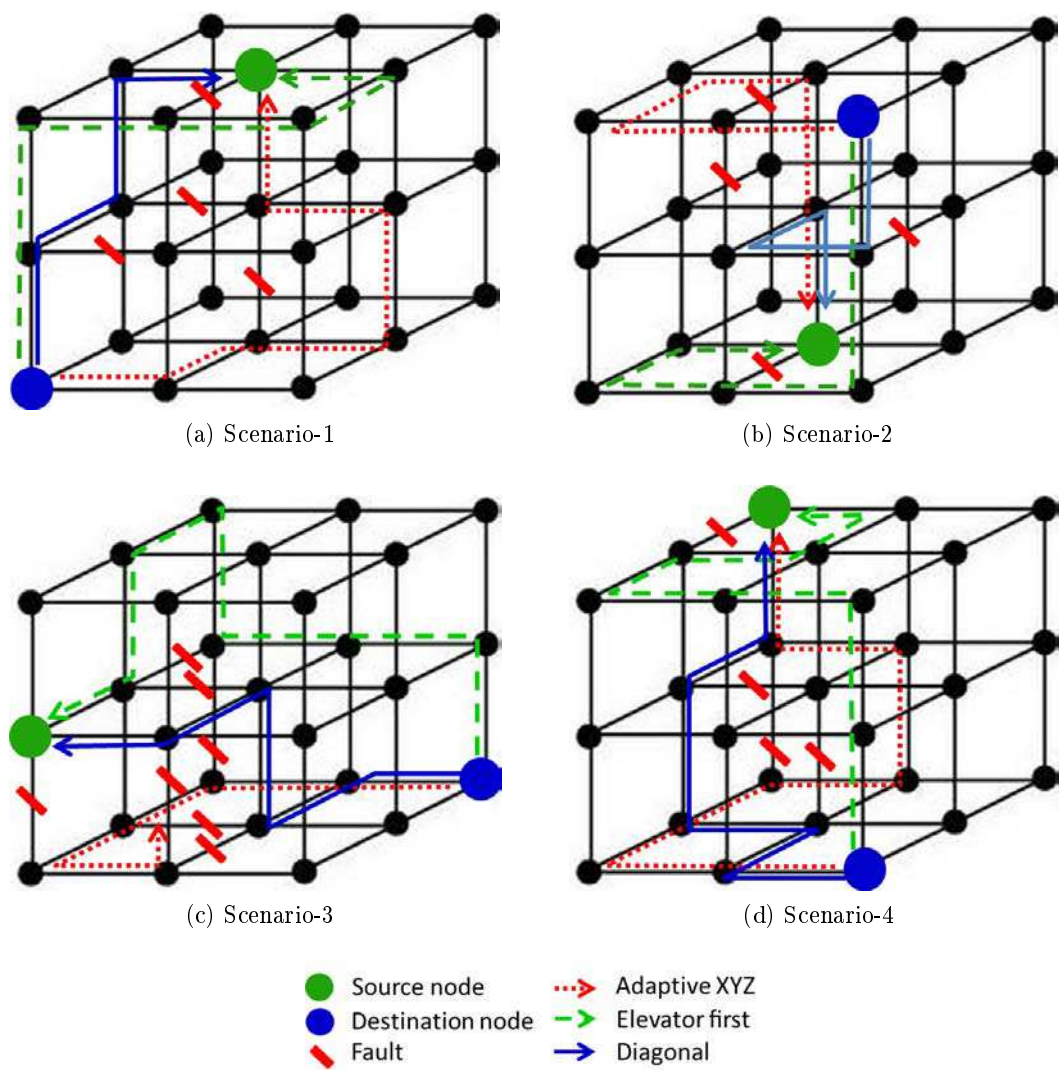 (a) Scenario-1
(b) Scenario-2
(c) Scenario-3
(d) Scenario-4
Source node
Adaptive XYZ
Destination node
Elevator first
Fault
Diagonal